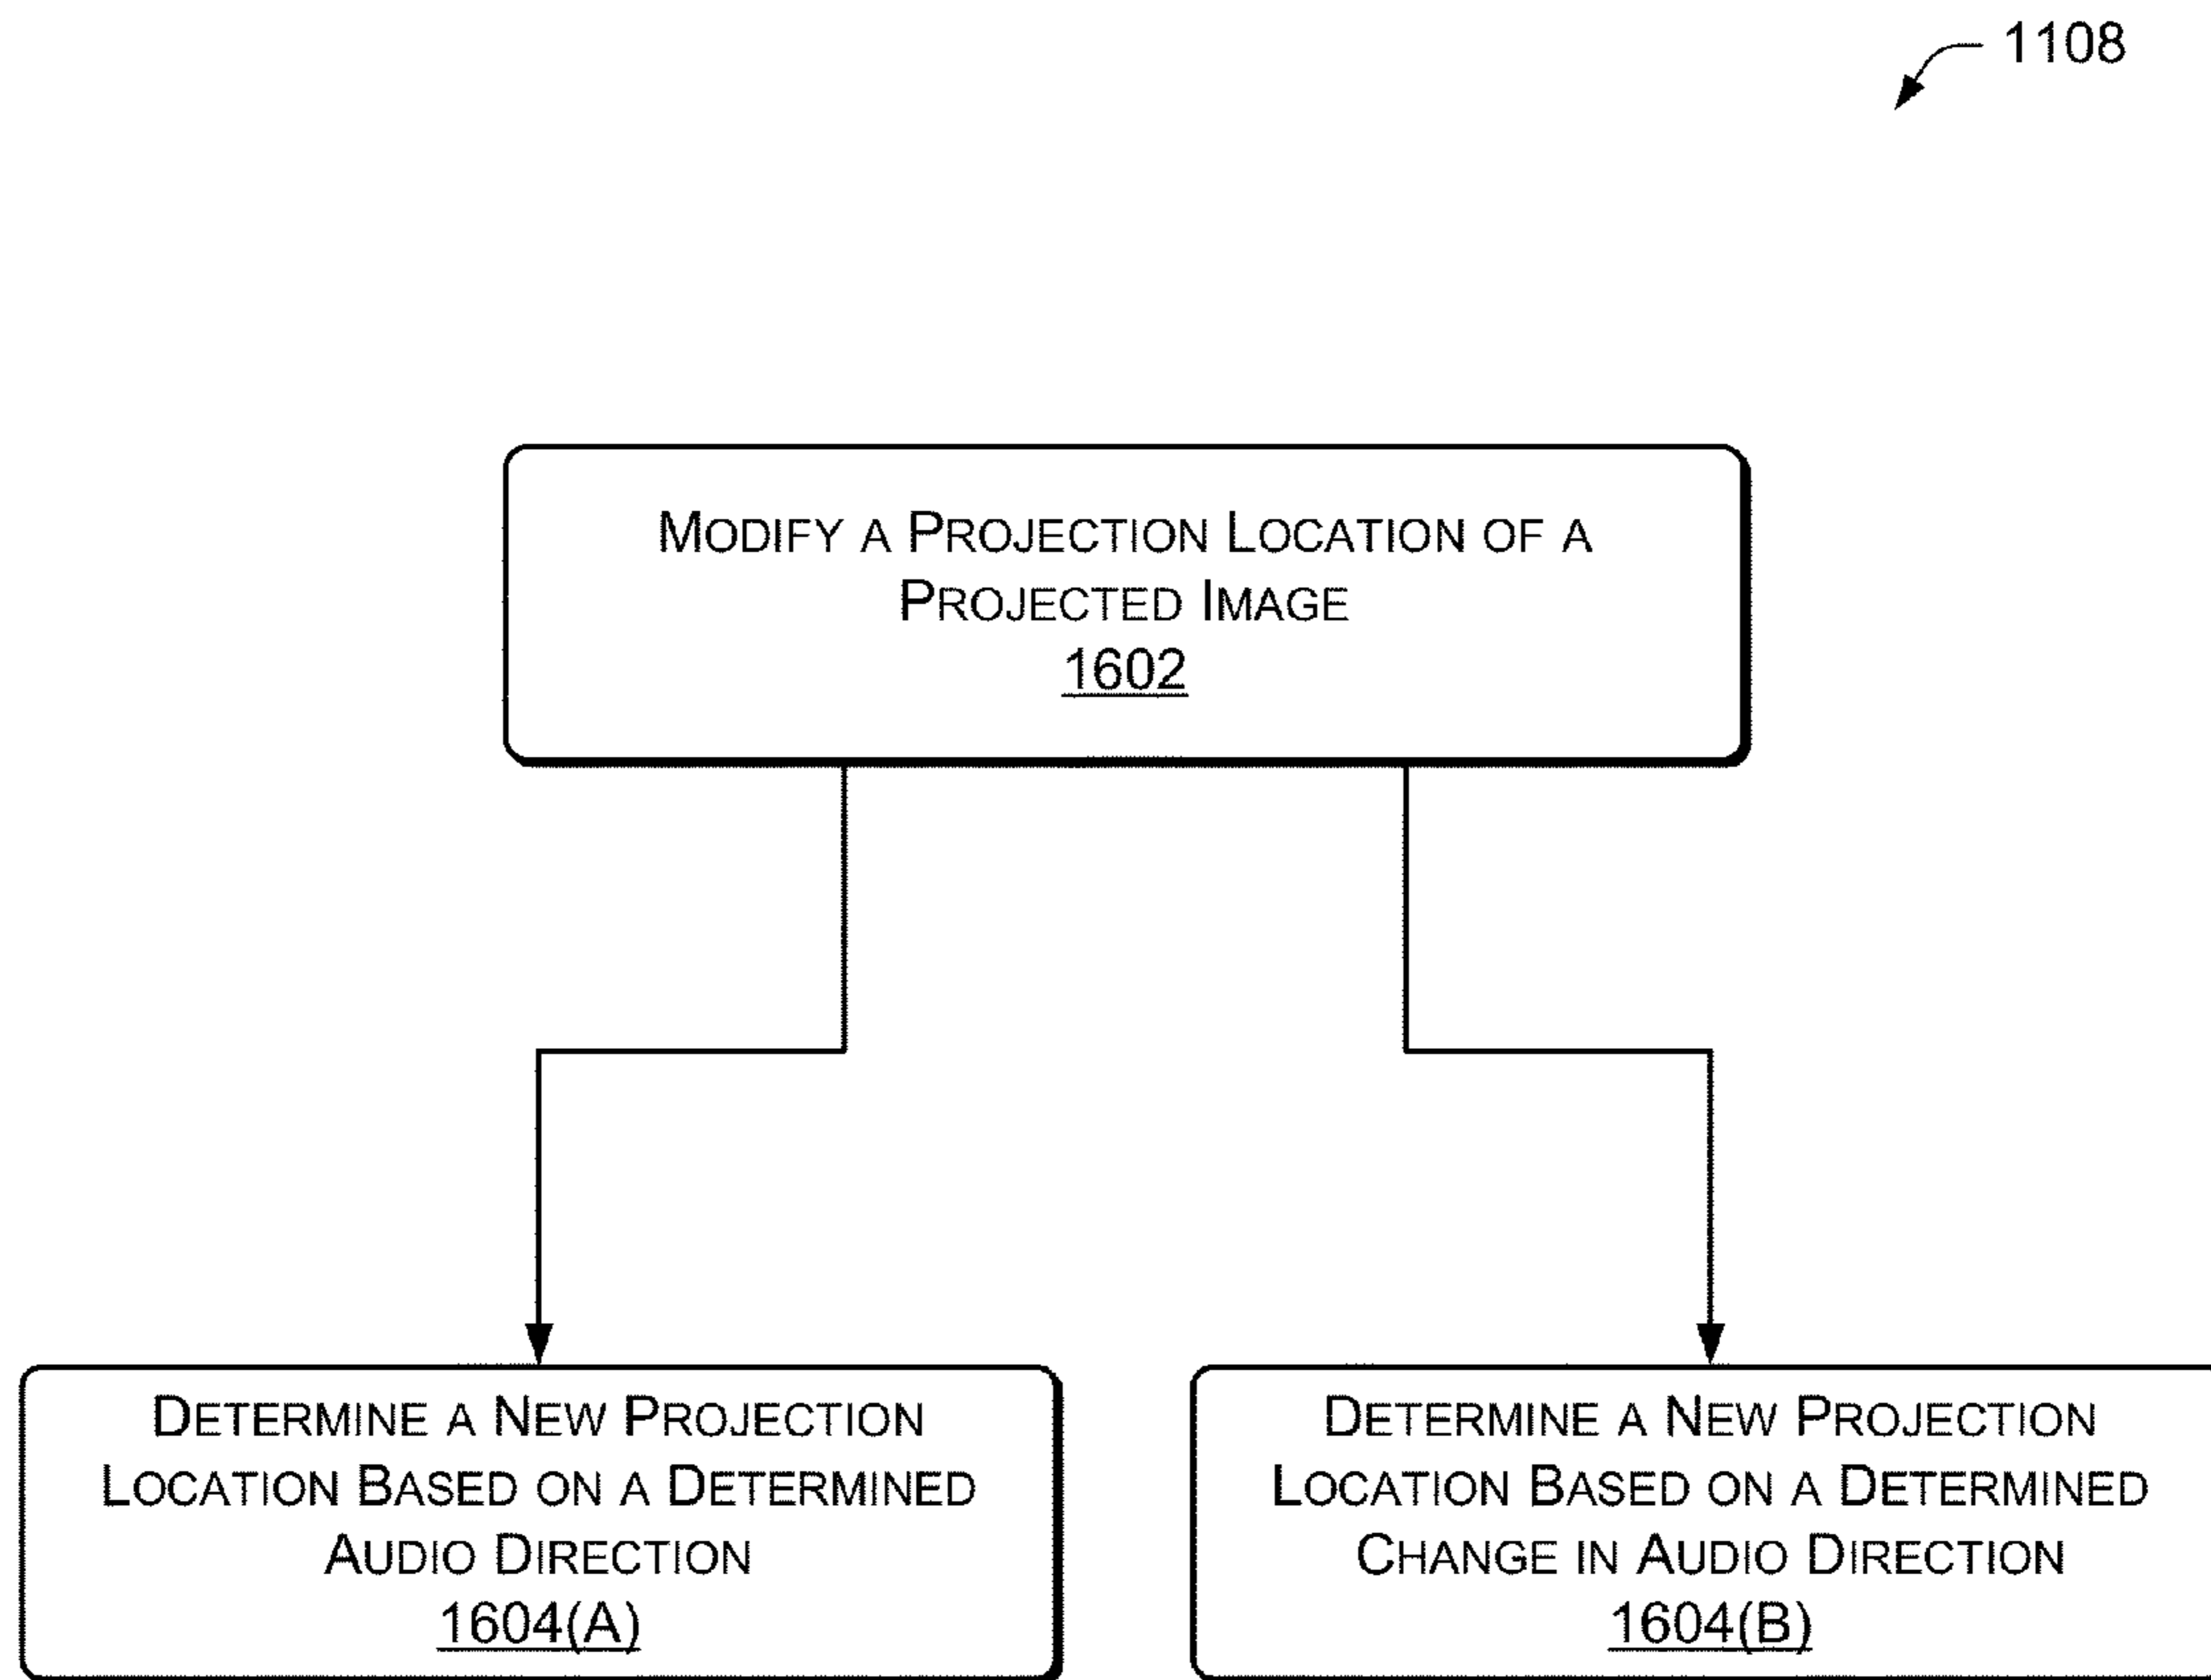 1108
MODIFY A PROJECTION LOCATION OF A
PROJECTED IMAGE
1602
DETERMINE A NEW PROJECTION
LOCATION BASED ON A DETERMINED
AUDIO DIRECTION
1604(A)
DETERMINE A NEW PROJECTION
LOCATION BASED ON A DETERMINED
CHANGE IN AUDIO DIRECTION
1604(B)